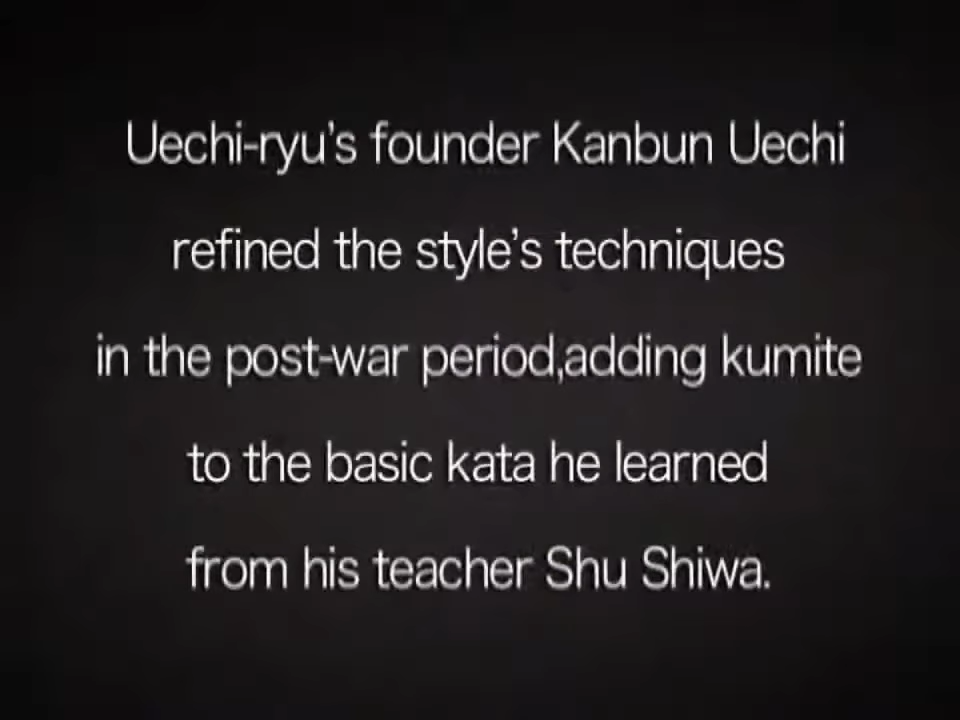 Uechi-ryu's founder Kanbun Uechi
refined the style's techniques
in the post-war period,adding kumite
to the basic kata he learned
from his teacher Shu Shiwa.